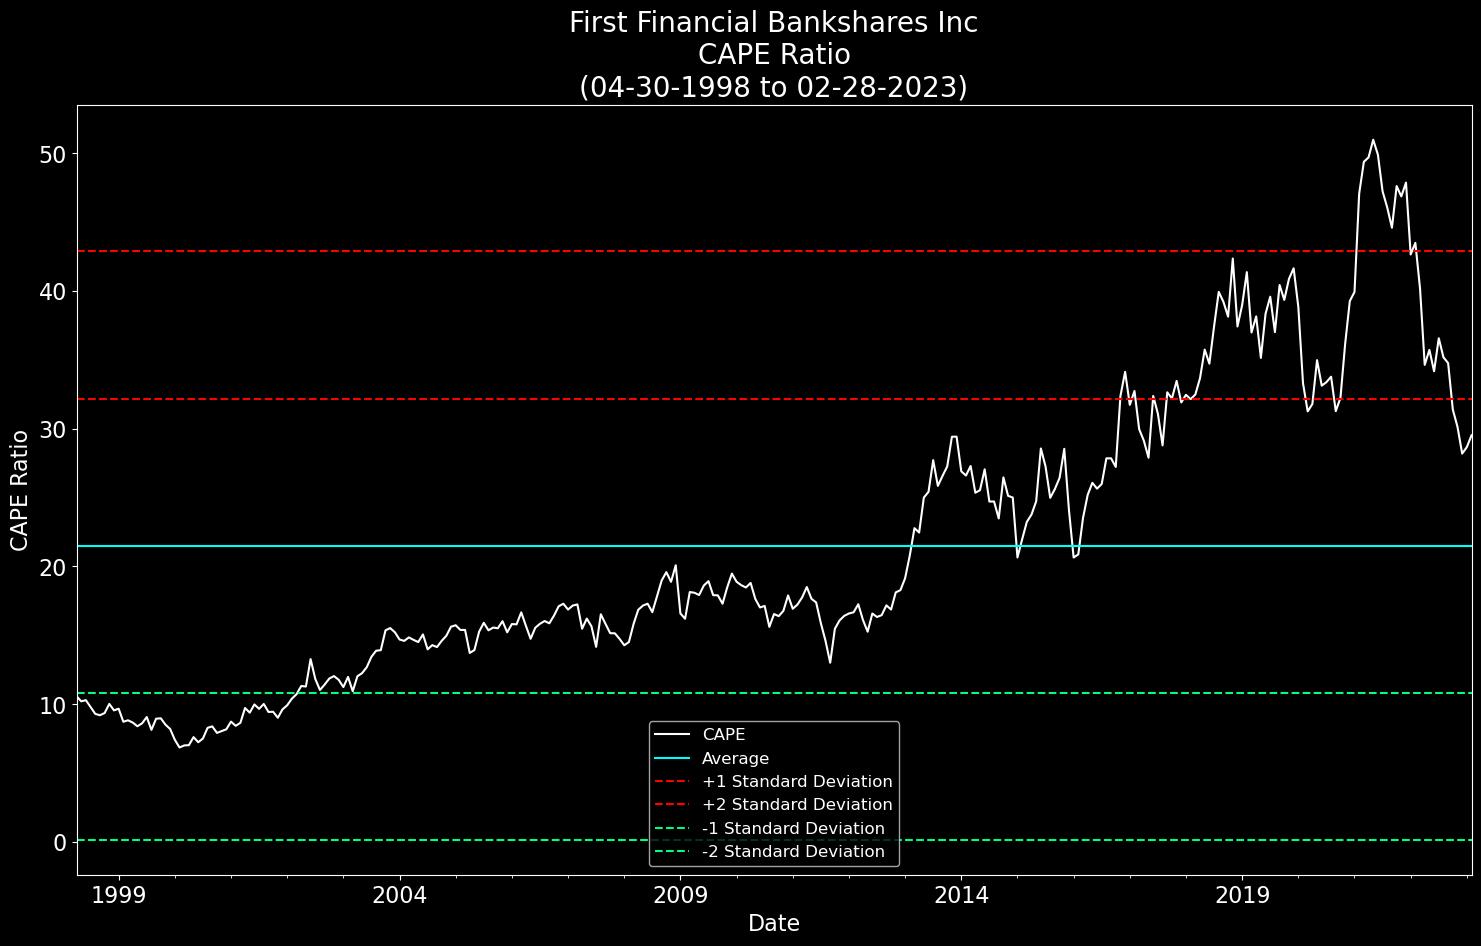 First Financial Bankshares Inc
CAPE Ratio
(04-30-1998 to 02-28-2023)
50
40
30
20
10
0
CAPE Ratio
CAPE
Average
+1 Standard Deviation
+2 Standard Deviation
-1 Standard Deviation
-2 Standard Deviation
1999 2004 2009 2014 2019
Date